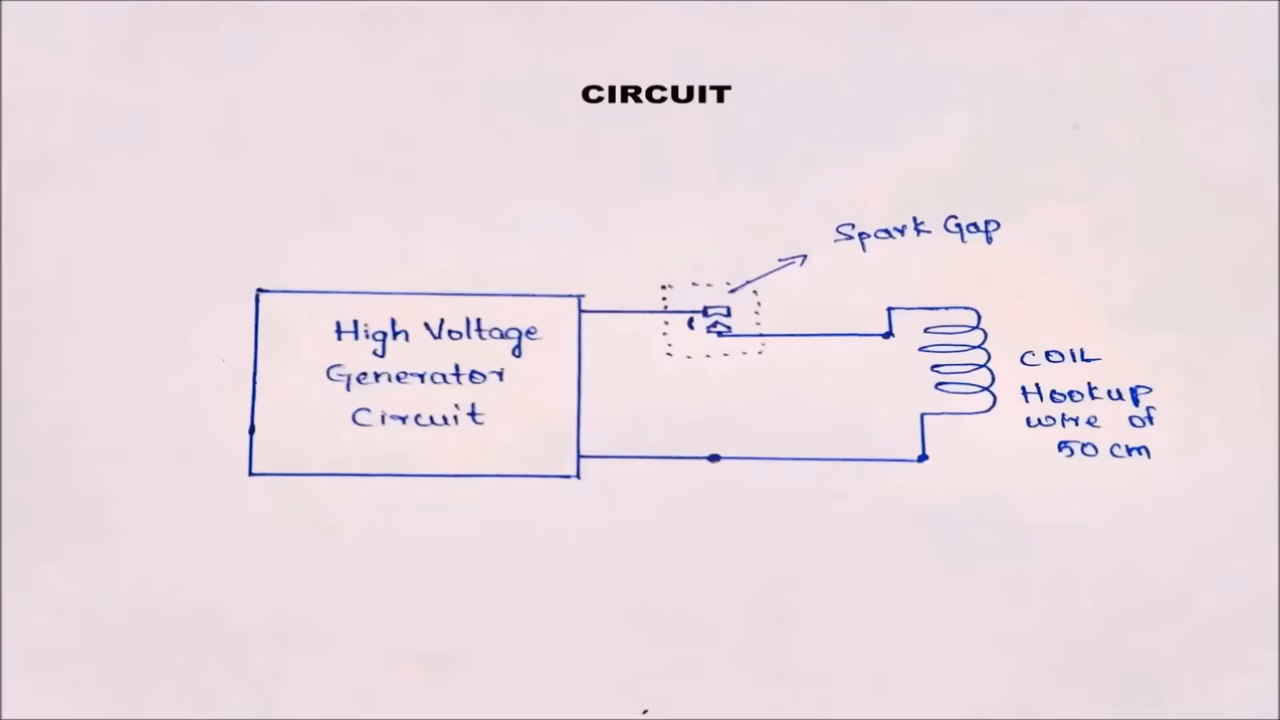 CIRCUIT
Spark Gap
High Voltage
Generator
Circuit
COIL
Hookup
wire of
50 cm